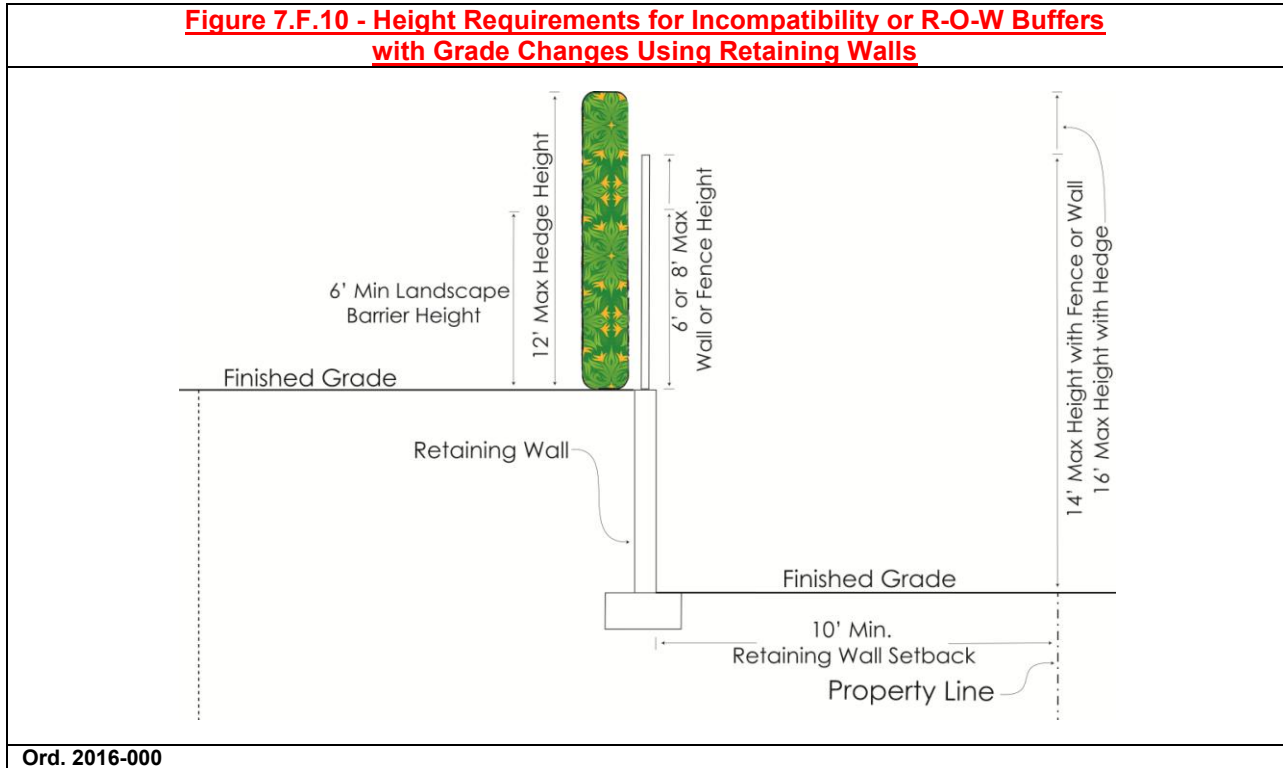 Figure 7.F.10 - Height Requirements for Incompatibility or R-O-W Buffers
with Grade Changes Using Retaining Walls
12’ Max Hedge Height
6’ Min Landscape
Barrier Height
6’ or 8’ Max
Wall or Fence Height
14’ Max Height with Fence or Wall
16’ Max Height with Hedge
Finished Grade
Retaining Wall
Finished Grade
10’ Min.
Retaining Wall Setback
Property Line
Ord. 2016-000